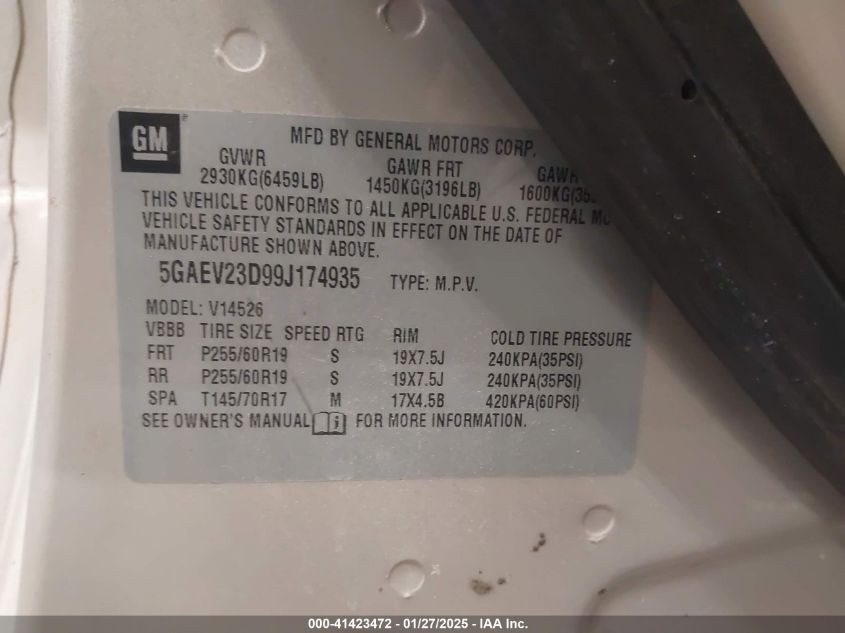 GM
MFD BY GENERAL MOTORS CORP.
GVWR GAWR FRT GAWR
2930KG(6459LB) 1450KG(3196LB) 1600KG(
THIS VEHICLE CONFORMS TO ALL APPLICABLE U.S. FEDERAL
VEHICLE SAFETY STANDARDS IN EFFECT ON THE DATE OF
MANUFACTURE SHOWN ABOVE.
5GAEV23D99J174935 TYPE: M.P.V.
MODEL: V14526
VBBB TIRE SIZE SPEED RTG RIM COLD TIRE PRESSURE
FRT P255/60R19 S 19X7.5J 240KPA(35PSI)
RR P255/60R19 S 19X7.5J 240KPA(35PSI)
SPA T145/70R17 M 17X4.5B 420KPA(60PSI)
SEE OWNER'S MANUAL i FOR MORE INFORMATION.
000-41423472 - 01/27/2025 - IAA Inc.